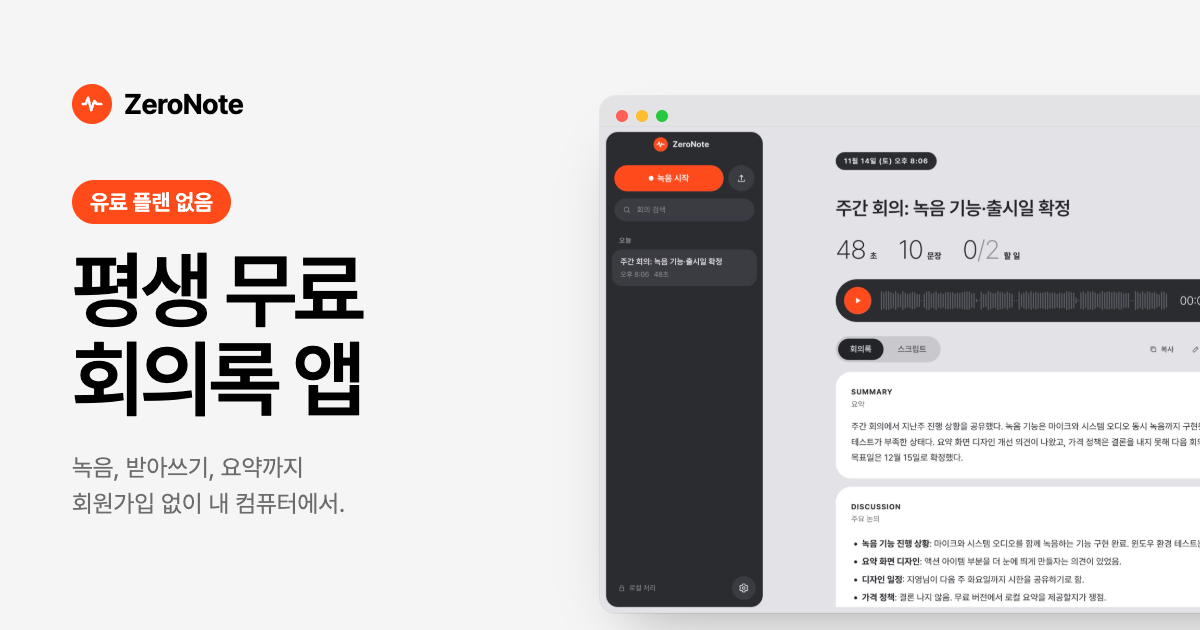 ZeroNote
유료 플랜 없음
평생 무료
회의록 앱
녹음, 받아쓰기, 요약까지
회원가입 없이 내 컴퓨터에서.
ZeroNote
녹음 시작
회의 검색
오늘
주간 회의: 녹음 기능·출시일 확정
오후 8:06 48초
로컬 처리
11월 14일 (토) 오후 8:06
주간 회의: 녹음 기능·출시일 확정
48 초 10 문장 0/2 할 일
00:0
회의록 스크립트
복사
SUMMARY
요약
주간 회의에서 지난주 진행 상황을 공유했다. 녹음 기능은 마이크와 시스템 오디오 동시 녹음까지 구현
테스트가 부족한 상태다. 요약 화면 디자인 개선 의견이 나왔고, 가격 정책은 결론을 내지 못해 다음 회
목표일은 12월 15일로 확정했다.
DISCUSSION
주요 논의
• 녹음 기능 진행 상황: 마이크와 시스템 오디오를 함께 녹음하는 기능 구현 완료. 윈도우 환경 테스트
• 요약 화면 디자인: 액션 아이템 부분을 더 눈에 띄게 만들자는 의견이 있었음.
• 디자인 일정: 지영님이 다음 주 화요일까지 시안을 공유하기로 함.
• 가격 정책: 결론 나지 않음. 무료 버전에서 로컬 요약을 제공할지가 쟁점.